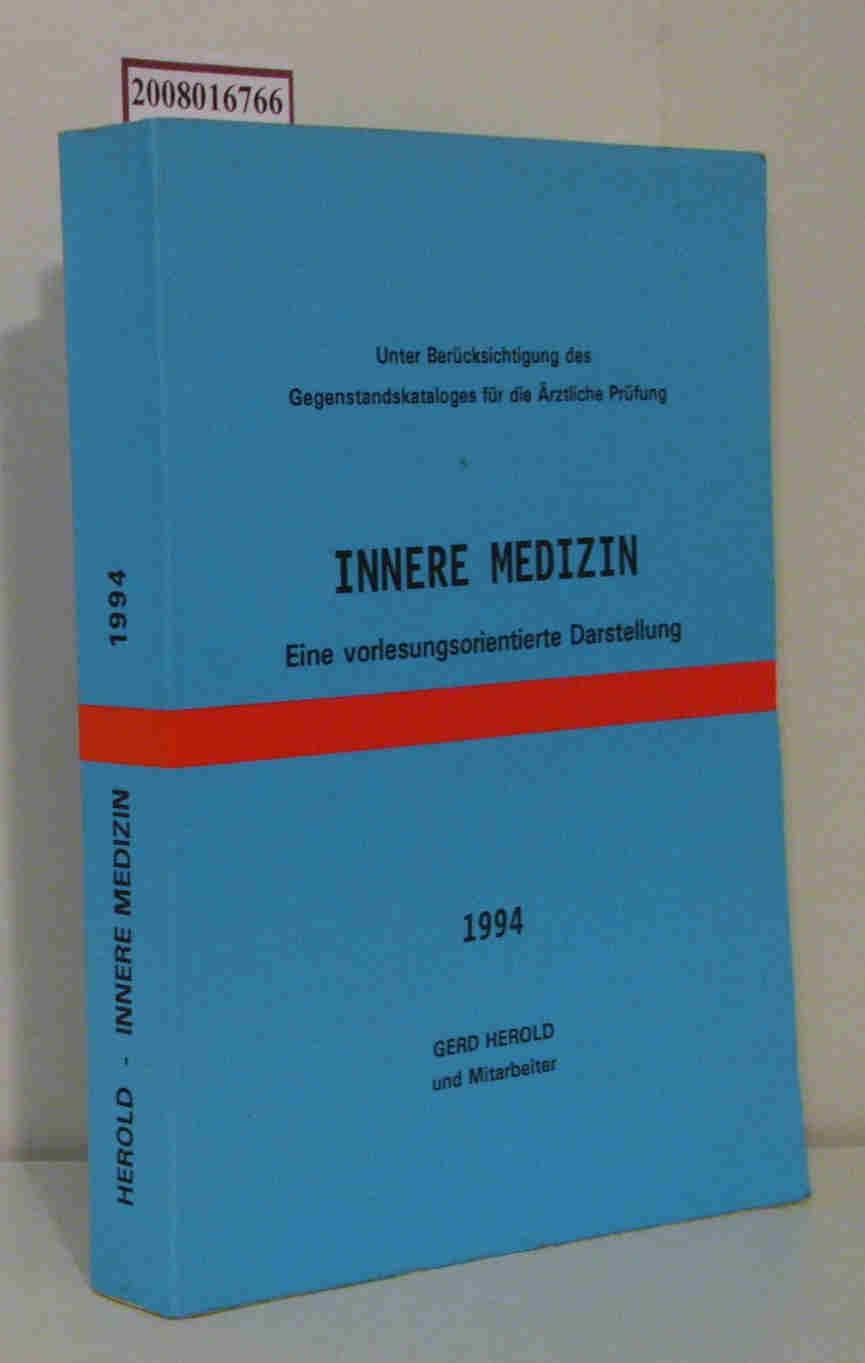 2008016766
Unter Berücksichtigung des
Gegenstandskataloges für die Ärztliche Prüfung
INNERE MEDIZIN
Eine vorlesungsorientierte Darstellung
1994
GERD HEROLD
und Mitarbeiter
HEROLD - INNERE MEDIZIN 1994